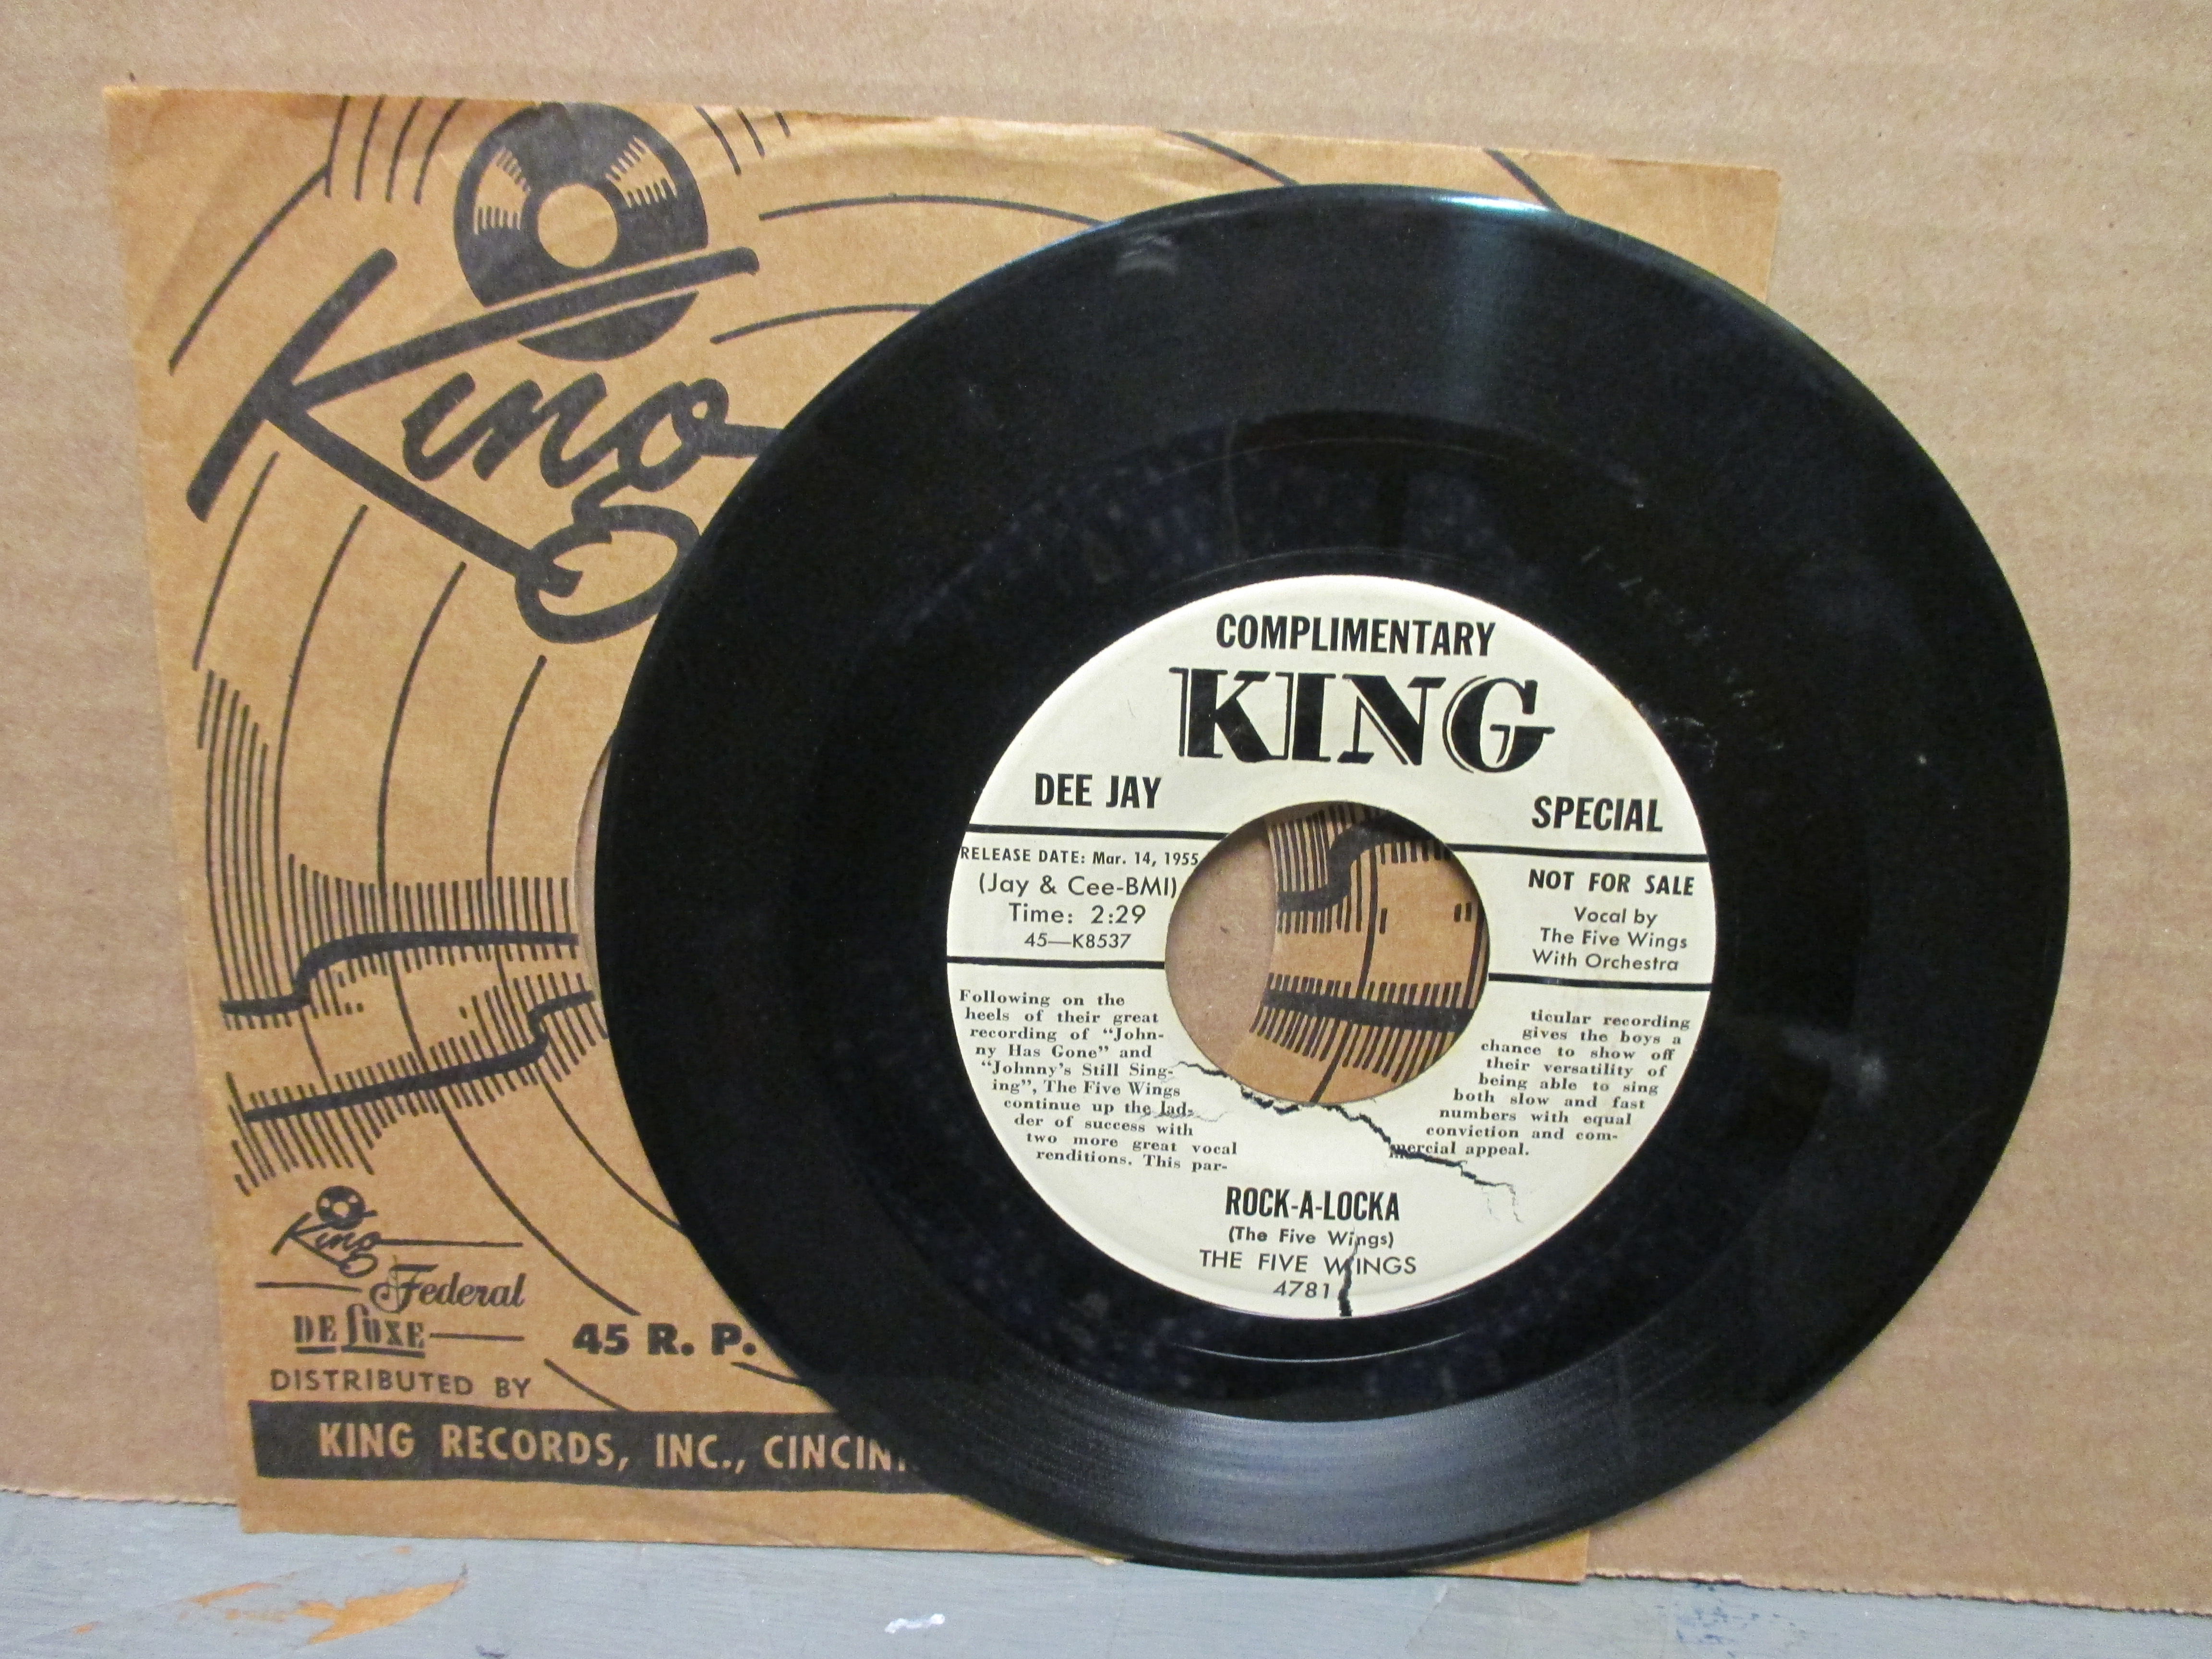 King
King
Federal
DE LUXE
45 R. P.
DISTRIBUTED BY
KING RECORDS, INC., CINCIN
COMPLIMENTARY
KING
DEE JAY
SPECIAL
RELEASE DATE: Mar. 14, 1955
(Jay & Cee-BMI)
Time: 2:29
45—K8537
NOT FOR SALE
Vocal by
The Five Wings
With Orchestra
Following on the
heels of their great
recording of "John-
ny Has Gone" and
"Johnny's Still Sing-
ing", The Five Wings
continue up the lad-
der of success with
two more great vocal
renditions. This par-
ticular recording
gives the boys a
chance to show off
their versatility of
being able to sing
both slow and fast
numbers with equal
conviction and com-
mercial appeal.
ROCK-A-LOCKA
(The Five Wings)
THE FIVE WINGS
4781